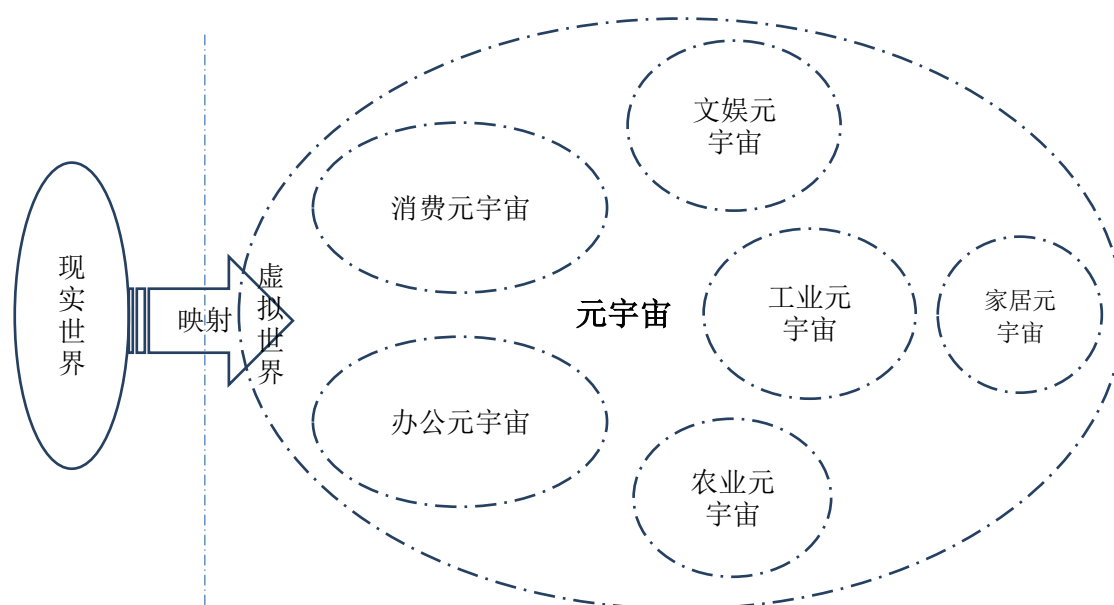 现实世界
映射
虚拟世界
消费元宇宙
办公元宇宙
元宇宙
文娱元
宇宙
工业元
宇宙
家居元
宇宙
农业元
宇宙